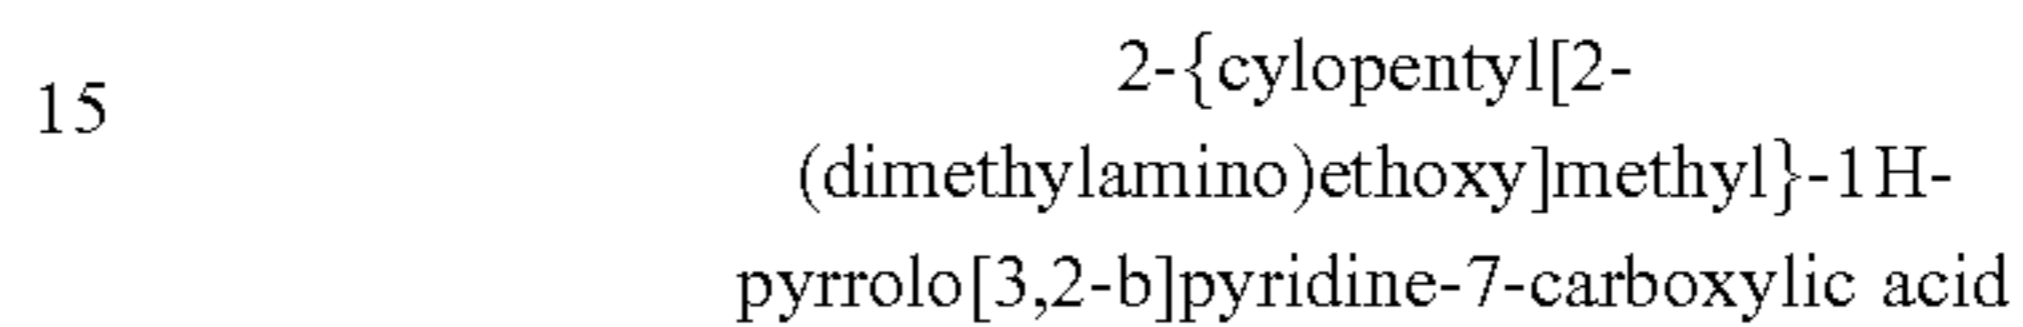 15
2-{cylopentyl[2-
(dimethylamino)ethoxy]methyl}-1H-
pyrrolo[3,2-b]pyridine-7-carboxylic acid